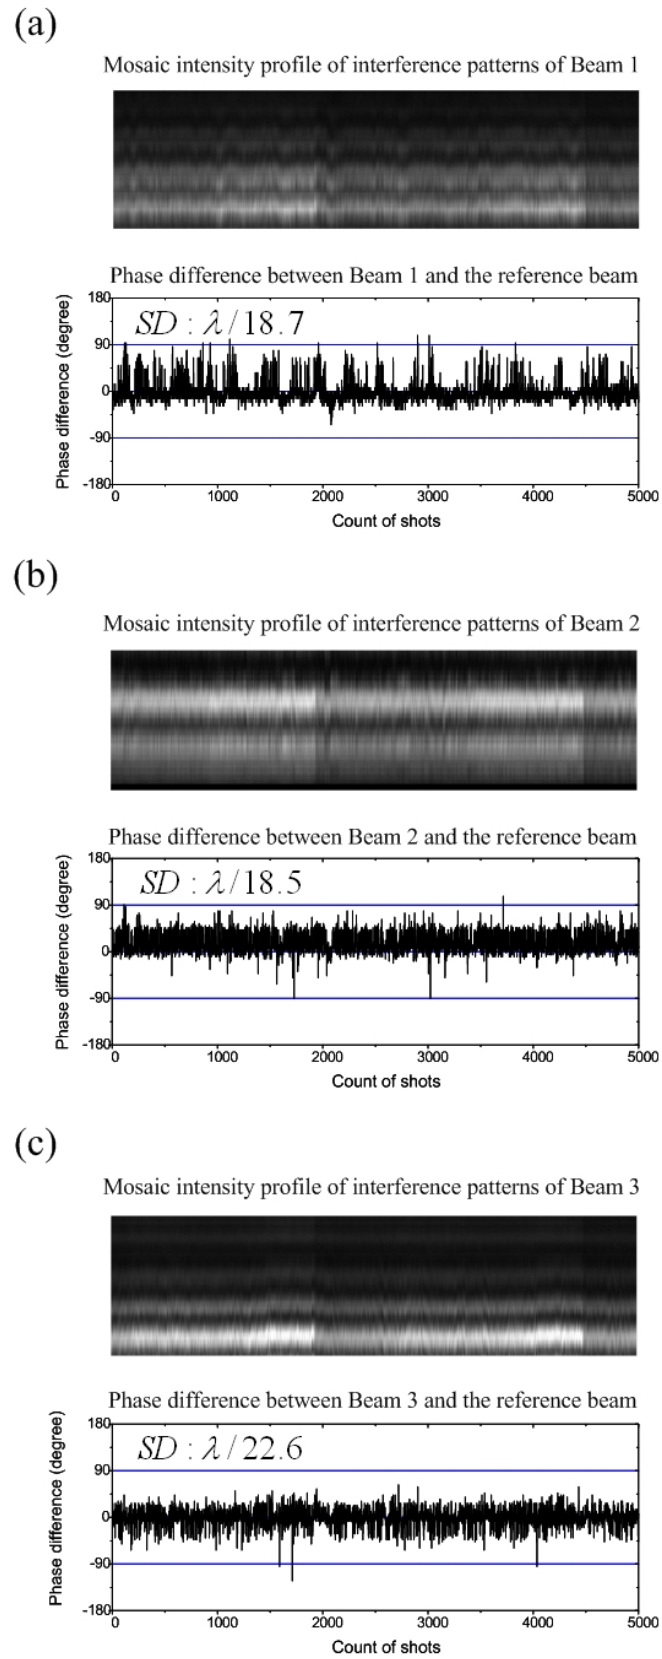 (a)
Mosaic intensity profile of interference patterns of Beam 1
Phase difference between Beam 1 and the reference beam
Phase difference (degree)
180
90
0
-90
-180
SD : λ/18.7
0 1000 2000 3000 4000 5000
Count of shots
(b)
Mosaic intensity profile of interference patterns of Beam 2
Phase difference between Beam 2 and the reference beam
Phase difference (degree)
180
90
0
-90
-180
SD : λ/18.5
0 1000 2000 3000 4000 5000
Count of shots
(c)
Mosaic intensity profile of interference patterns of Beam 3
Phase difference between Beam 3 and the reference beam
Phase difference (degree)
180
90
0
-90
-180
SD : λ/22.6
0 1000 2000 3000 4000 5000
Count of shots